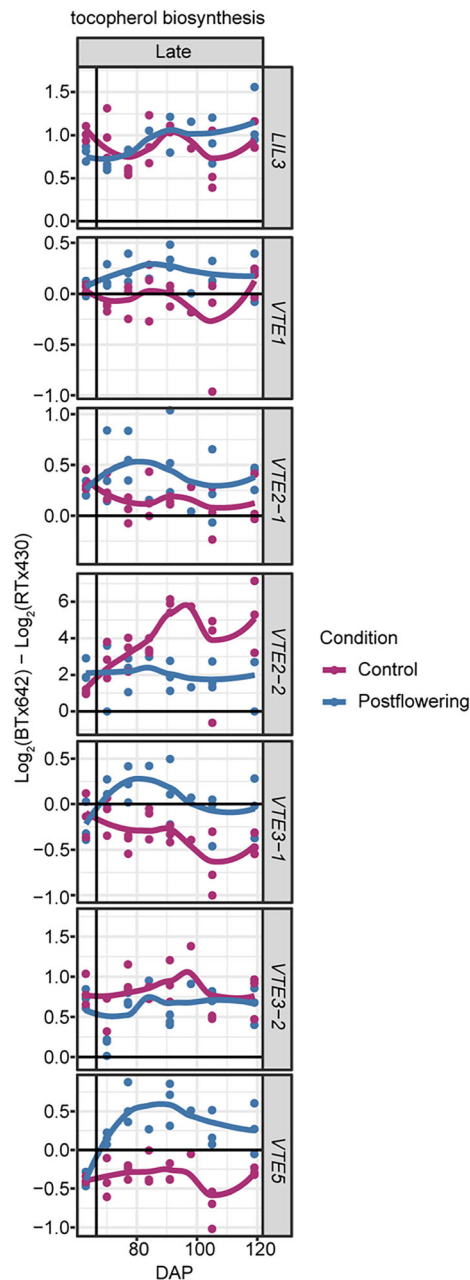 tocopherol biosynthesis
Late
1.5
1.0
0.5
0.0
LIL3
0.5
0.0
−0.5
−1.0
VTE1
1.0
0.5
0.0
VTE2−1
6
4
2
0
VTE2−2
0.5
0.0
−0.5
−1.0
VTE3−1
1.5
1.0
0.5
0.0
VTE3−2
0.5
0.0
−0.5
−1.0
VTE5
80 100 120
DAP
Log2(BTx642) − Log2(RTx430)
Condition
Control
Postflowering